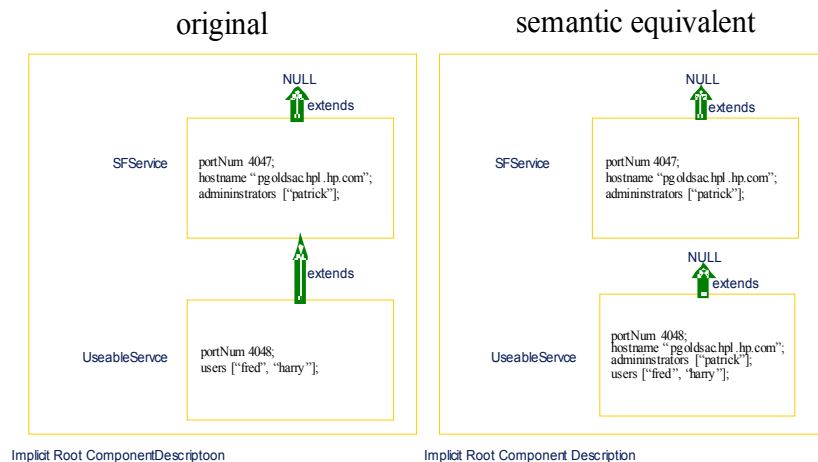 original
NULL
extends
SFService
portNum 4047;
hostname “pgoldsac.hpl.hp.com”;
admininstrators [“patrick”];
extends
UseableServce
portNum 4048;
users [“fred”, “harry”];
Implicit Root ComponentDescriptoon
semantic equivalent
NULL
extends
SFService
portNum 4047;
hostname “pgoldsac.hpl.hp.com”;
admininstrators [“patrick”];
NULL
extends
UseableServce
portNum 4048;
hostname “pgoldsac.hpl.hp.com”;
admininstrators [“patrick”];
users [“fred”, “harry”];
Implicit Root Component Description